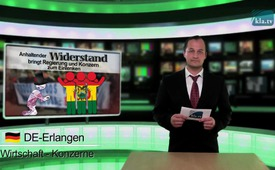 kla.tv
Anhaltender Widerstand
bringt Regierung und Konzern
zum Einlenken
DE-Erlangen
Wirtschaft - Konzerne